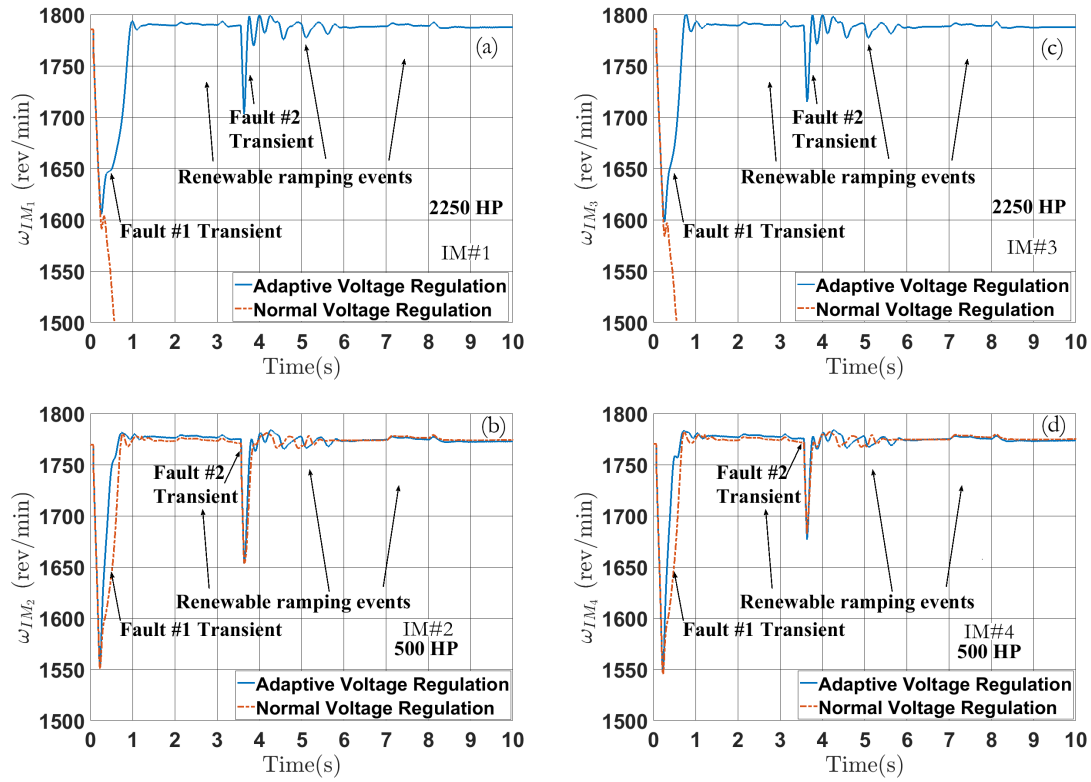 1800
1750
1700
1650
1600
1550
1500
ω_IM₁ (rev/min)
(a)
Fault #2
Transient
Renewable ramping events
2250 HP
Fault #1 Transient
IM#1
Adaptive Voltage Regulation
Normal Voltage Regulation
0 1 2 3 4 5 6 7 8 9 10
Time(s)
1800
1750
1700
1650
1600
1550
1500
ω_IM₃ (rev/min)
(c)
Fault #2
Transient
Renewable ramping events
2250 HP
Fault #1 Transient
IM#3
Adaptive Voltage Regulation
Normal Voltage Regulation
0 1 2 3 4 5 6 7 8 9 10
Time(s)
1800
1750
1700
1650
1600
1550
1500
ω_IM₂ (rev/min)
(b)
Fault #2
Transient
Renewable ramping events
Fault #1 Transient
IM#2
500 HP
Adaptive Voltage Regulation
Normal Voltage Regulation
0 1 2 3 4 5 6 7 8 9 10
Time(s)
1800
1750
1700
1650
1600
1550
1500
ω_IM₄ (rev/min)
(d)
Fault #2
Transient
Renewable ramping events
Fault #1 Transient
IM#4
500 HP
Adaptive Voltage Regulation
Normal Voltage Regulation
0 1 2 3 4 5 6 7 8 9 10
Time(s)